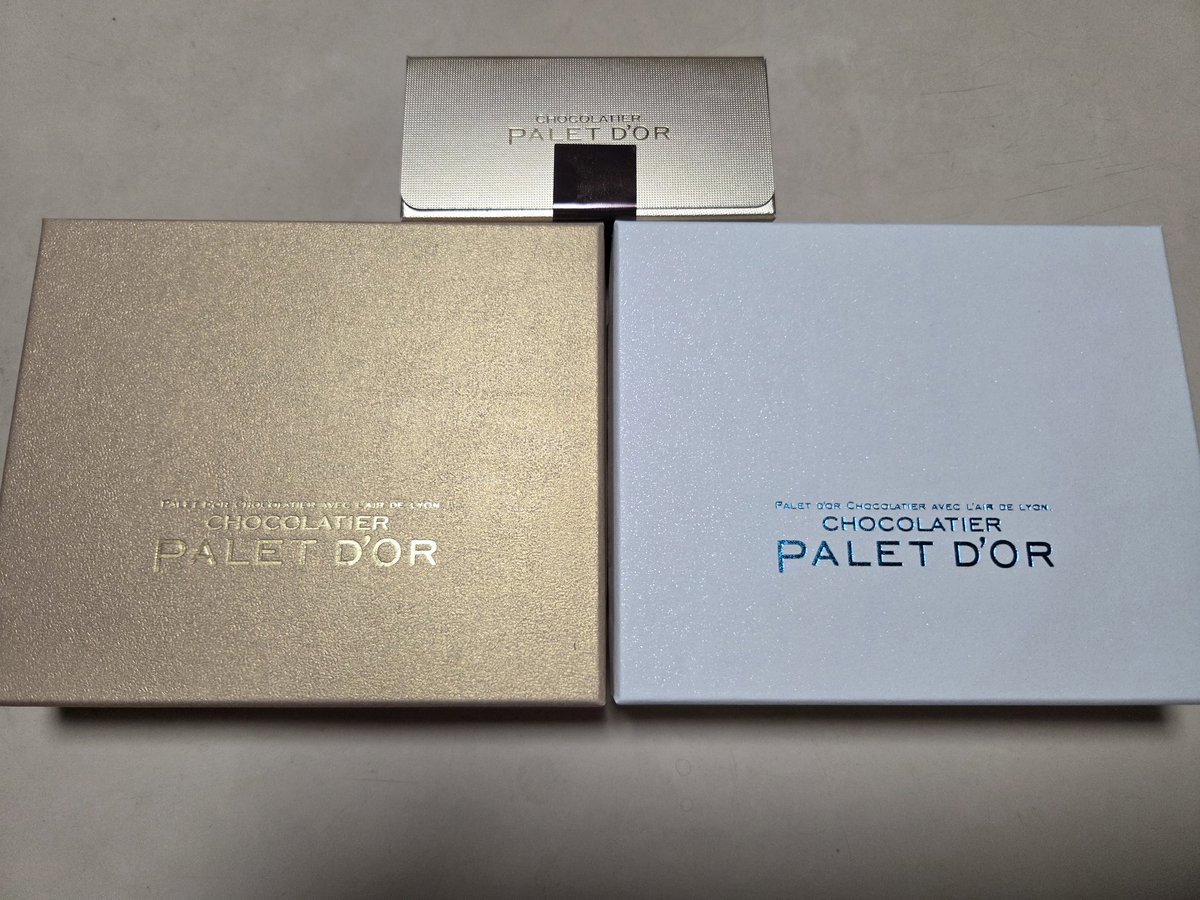 CHOCOLATIER
PALET D'OR
PALET D'OR CHOCOLATIER AVEC L'AIR DE LYON
CHOCOLATIER
PALET D'OR
PALET D'OR CHOCOLATIER AVEC L'AIR DE LYON.
CHOCOLATIER
PALET D'OR